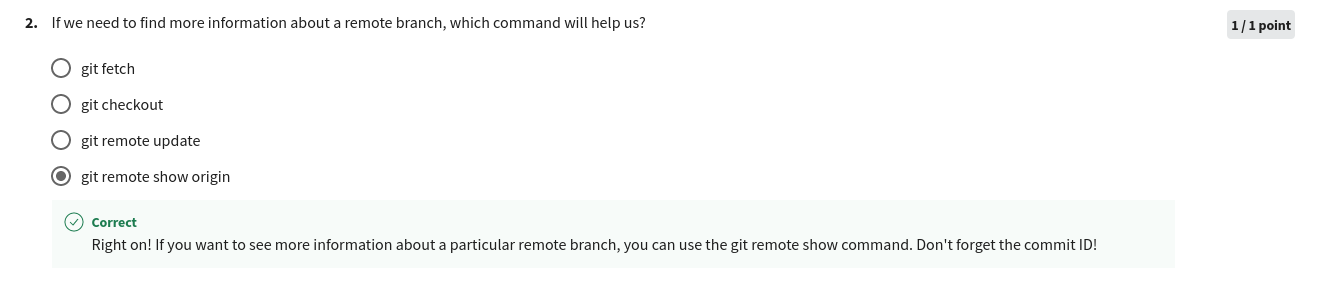 2. If we need to find more information about a remote branch, which command will help us?
1 / 1 point
git fetch
git checkout
git remote update
git remote show origin
Correct
Right on! If you want to see more information about a particular remote branch, you can use the git remote show command. Don't forget the commit ID!